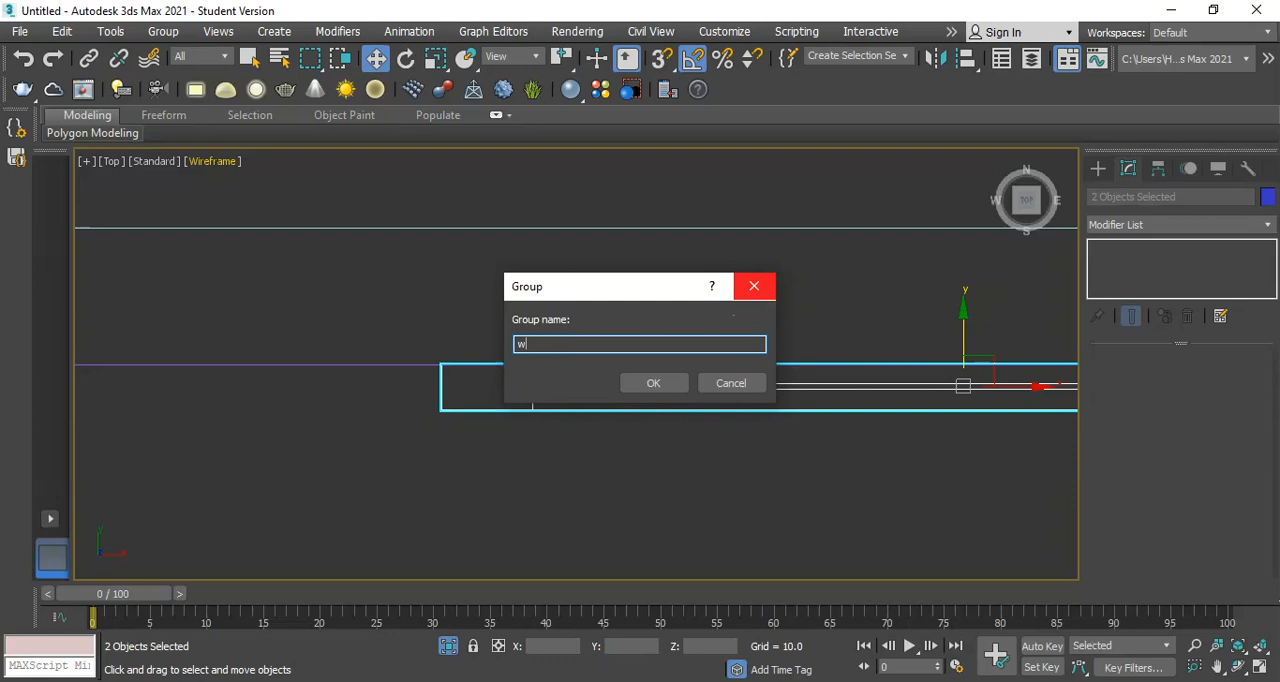 Untitled - Autodesk 3ds Max 2021 - Student Version
File Edit Tools Group Views Create Modifiers Animation Graph Editors Rendering Civil View Customize Scripting Interactive Sign In Workspaces: Default
All View Create Selection Se C:\Users\H...s Max 2021
Modeling Freeform Selection Object Paint Populate
Polygon Modeling
[+] [Top] [Standard] [Wireframe]
N
W TOP E
S
2 Objects Selected
Modifier List
Group ?
Group name:
w
OK Cancel
y
y
< 0 / 100 >
0 5 10 15 20 25 30 35 40 45 50 55 60 65 70 75 80 85 90 95 100
2 Objects Selected X: Y: Z: Grid = 10.0 Auto Key Selected
MAXScript Mi: Click and drag to select and move objects Add Time Tag 0 Set Key Key Filters...